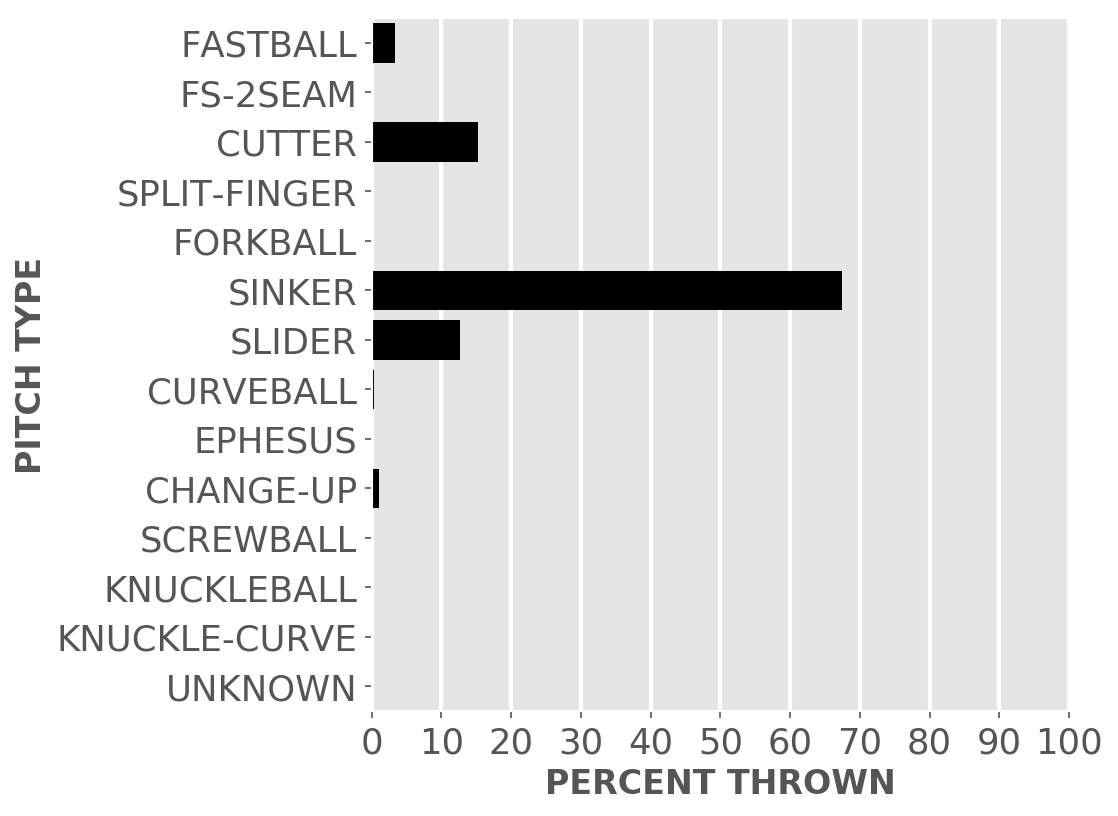 FASTBALL
FS-2SEAM
CUTTER
SPLIT-FINGER
FORKBALL
SINKER
SLIDER
CURVEBALL
EPHESUS
CHANGE-UP
SCREWBALL
KNUCKLEBALL
KNUCKLE-CURVE
UNKNOWN
PITCH TYPE
0 10 20 30 40 50 60 70 80 90 100
PERCENT THROWN